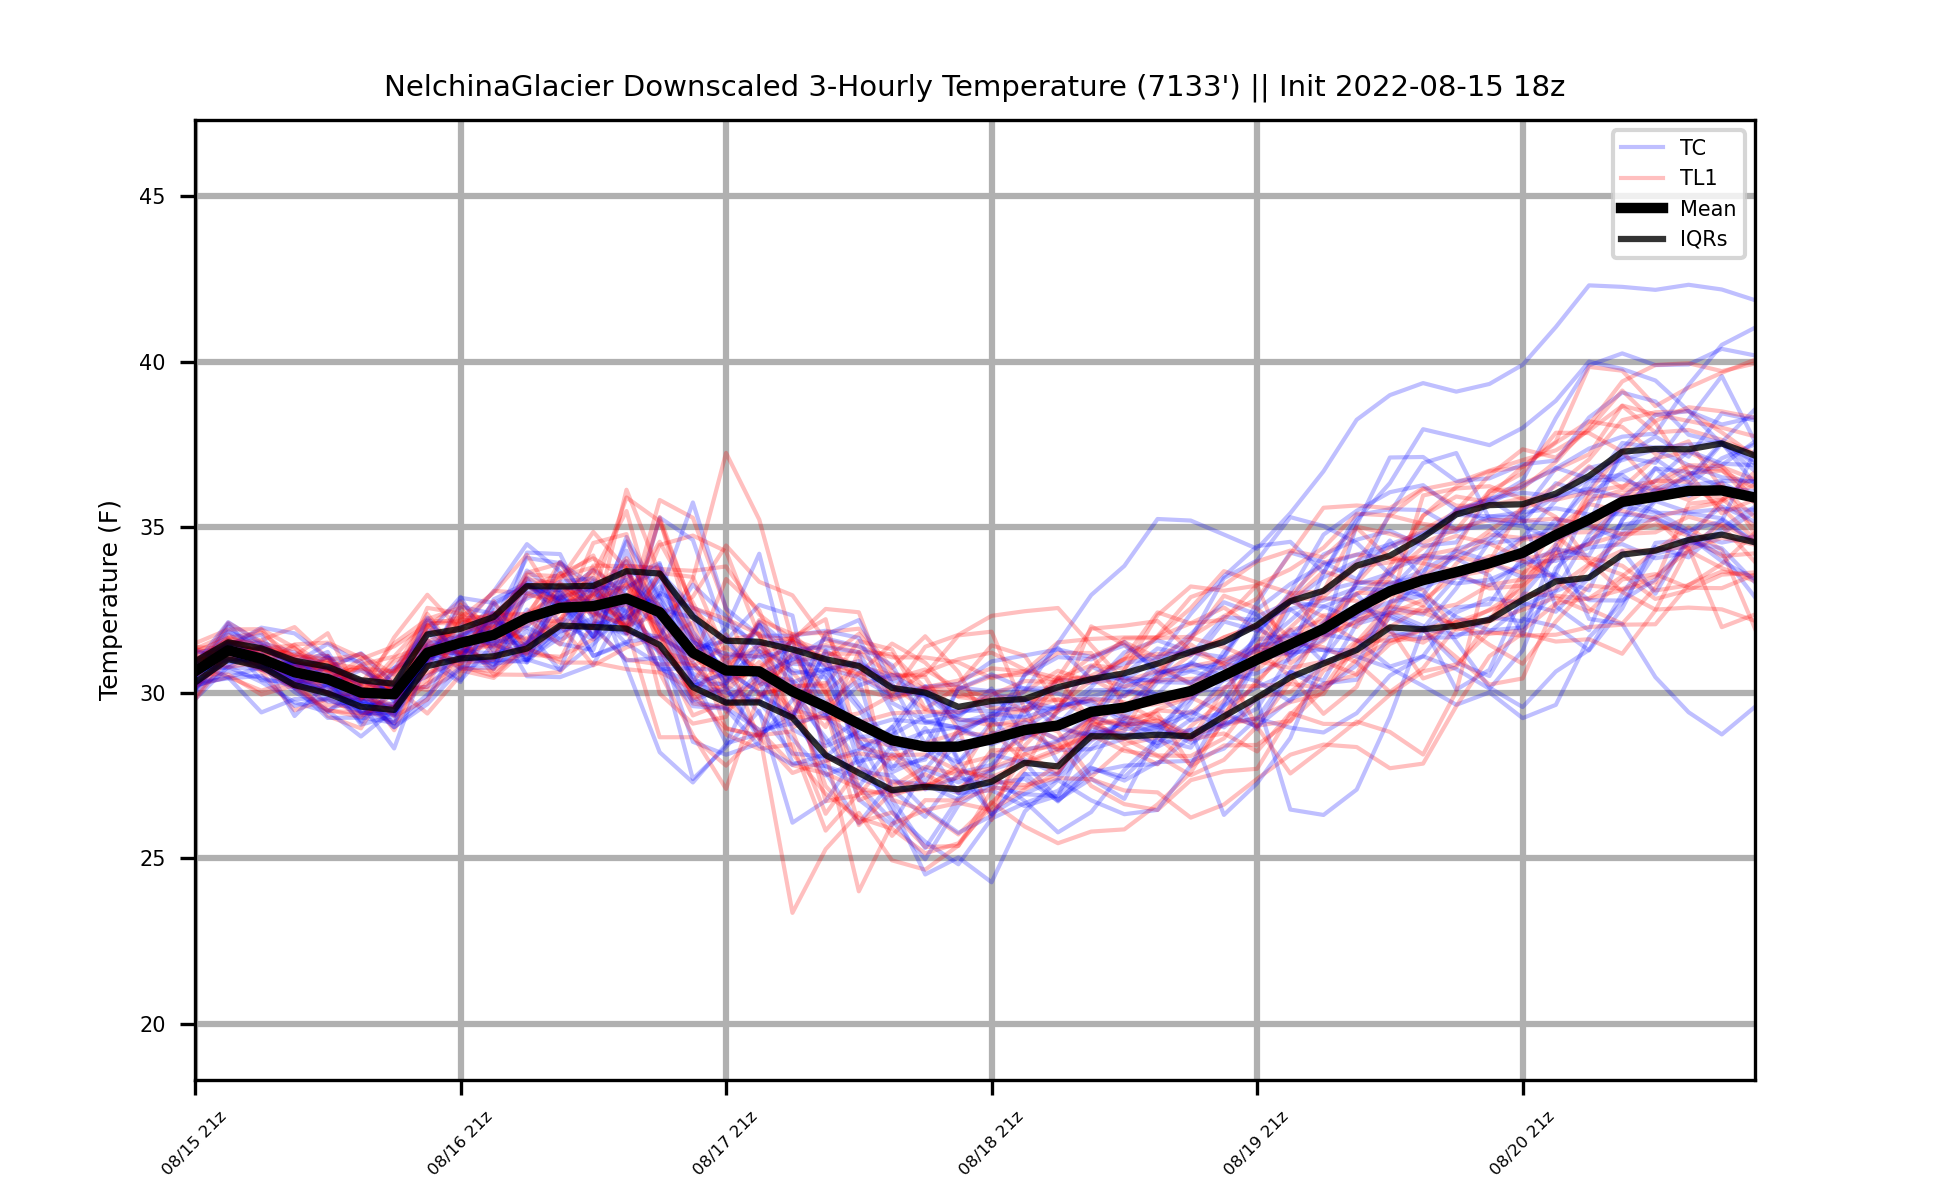 NelchinaGlacier Downscaled 3-Hourly Temperature (7133') || Init 2022-08-15 18z
TC
TL1
Mean
IQRs
Temperature (F)
45
40
35
30
25
20
08/15 21z
08/16 21z
08/17 21z
08/18 21z
08/19 21z
08/20 21z